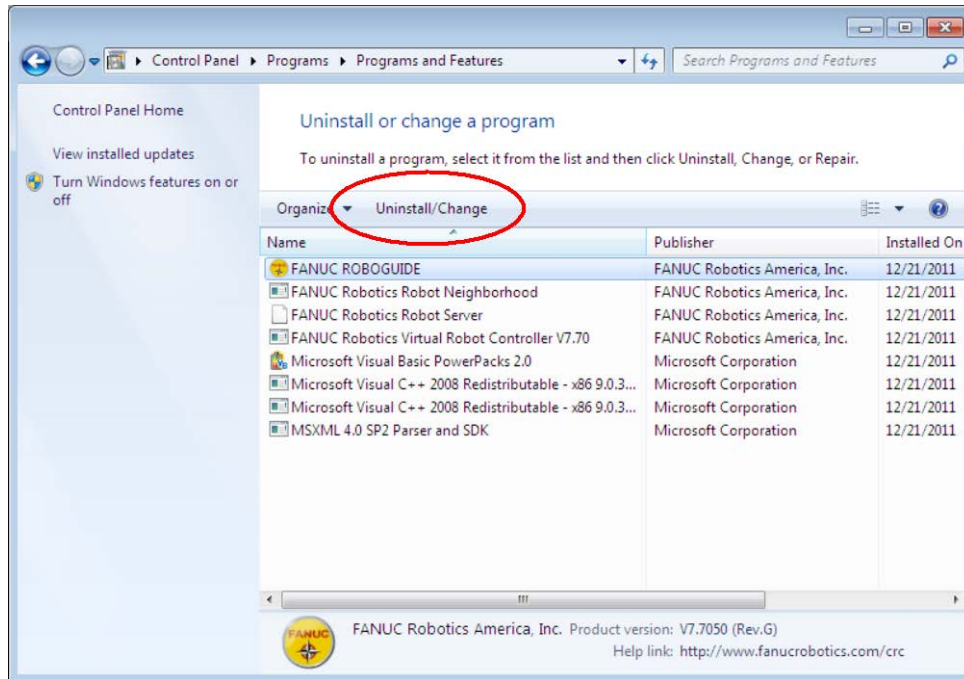 Control Panel Programs Programs and Features Search Programs and Features
Control Panel Home
View installed updates
Turn Windows features on or
off
Uninstall or change a program
To uninstall a program, select it from the list and then click Uninstall, Change, or Repair.
Organize Uninstall/Change
Name Publisher Installed On
FANUC ROBOGUIDE FANUC Robotics America, Inc. 12/21/2011
FANUC Robotics Robot Neighborhood FANUC Robotics America, Inc. 12/21/2011
FANUC Robotics Robot Server FANUC Robotics America, Inc. 12/21/2011
FANUC Robotics Virtual Robot Controller V7.70 FANUC Robotics America, Inc. 12/21/2011
Microsoft Visual Basic PowerPacks 2.0 Microsoft Corporation 12/21/2011
Microsoft Visual C++ 2008 Redistributable - x86 9.0.3... Microsoft Corporation 12/21/2011
Microsoft Visual C++ 2008 Redistributable - x86 9.0.3... Microsoft Corporation 12/21/2011
MSXML 4.0 SP2 Parser and SDK Microsoft Corporation 12/21/2011
FANUC
FANUC Robotics America, Inc. Product version: V7.7050 (Rev.G)
Help link: http://www.fanucrobotics.com/crc